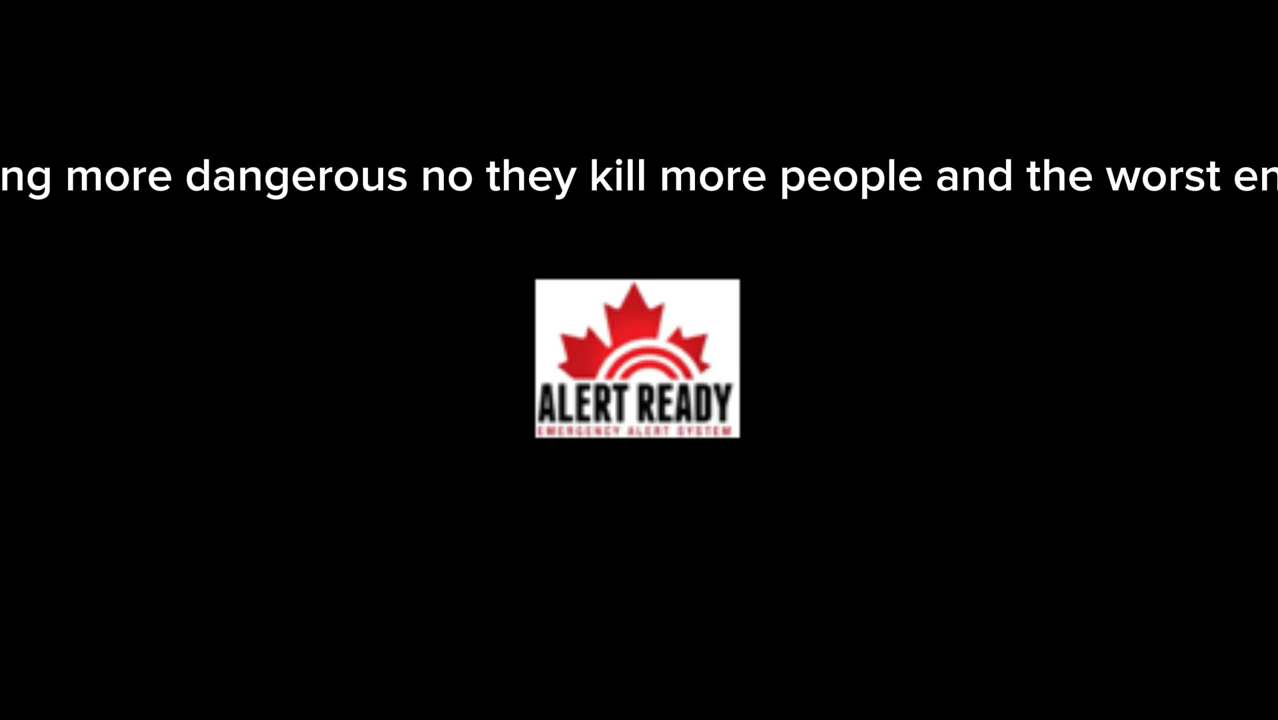 ng more dangerous no they kill more people and the worst en
ALERT READY
EMERGENCY ALERT SYSTEM